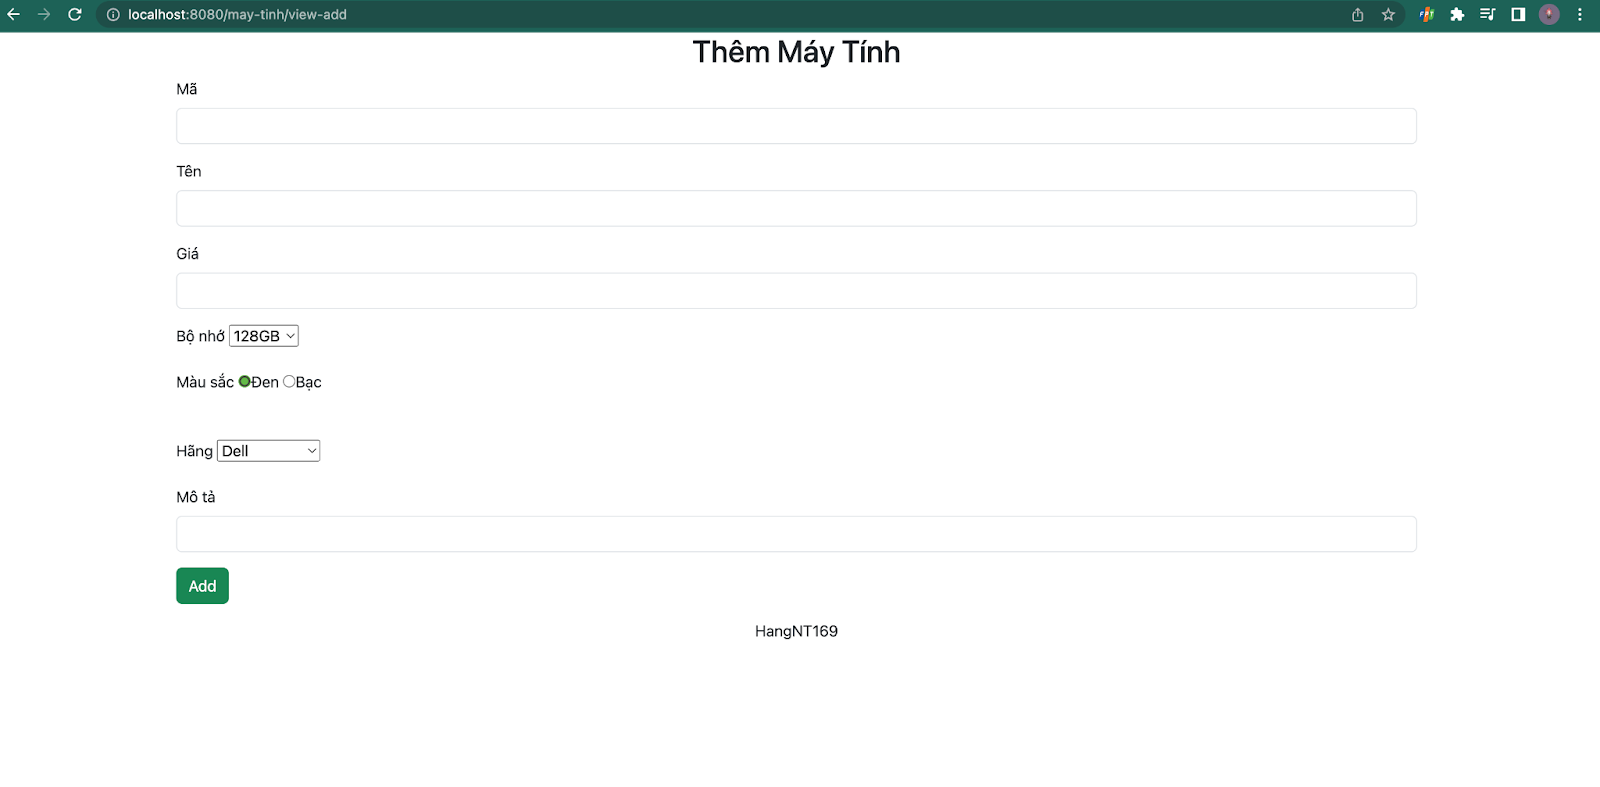 localhost:8080/may-tinh/view-add
Thêm Máy Tính
Mã
Tên
Giá
Bộ nhớ 128GB
Màu sắc Đen Bạc
Hãng Dell
Mô tả
Add
HangNT169